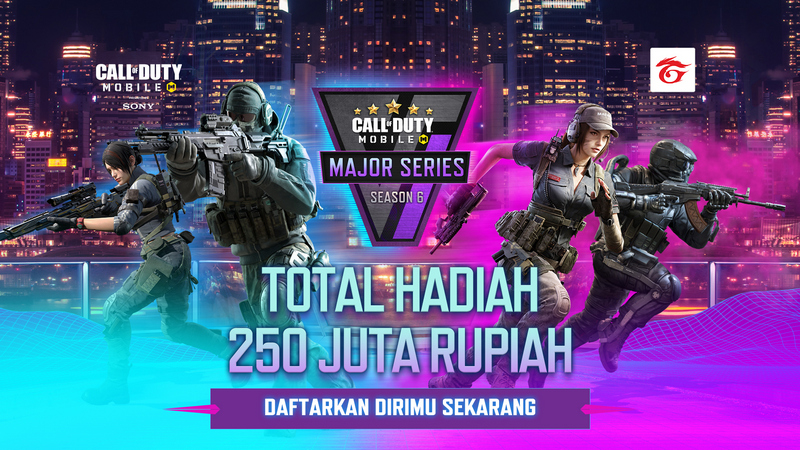 CALL OF DUTY
MOBILE
SONY
CALL OF DUTY
MOBILE
MAJOR SERIES
SEASON 6
TOTAL HADIAH
250 JUTA RUPIAH
DAFTARKAN DIRIMU SEKARANG